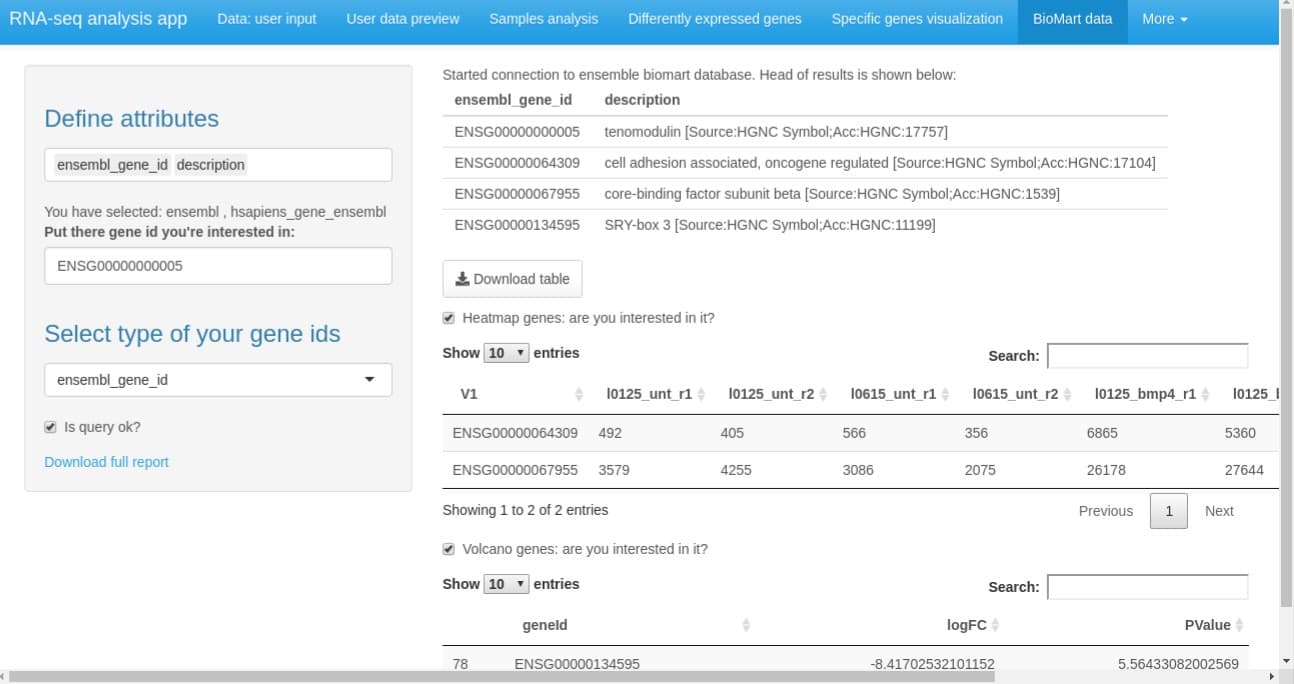 RNA-seq analysis app Data: user input User data preview Samples analysis Differently expressed genes Specific genes visualization BioMart data More
Define attributes
ensembl_gene_id description
You have selected: ensembl , hsapiens_gene_ensembl
Put there gene id you're interested in:
ENSG00000000005
Select type of your gene ids
ensembl_gene_id
Is query ok?
Download full report
Started connection to ensemble biomart database. Head of results is shown below:
ensembl_gene_id description
ENSG00000000005 tenomodulin [Source:HGNC Symbol;Acc:HGNC:17757]
ENSG00000064309 cell adhesion associated, oncogene regulated [Source:HGNC Symbol;Acc:HGNC:17104]
ENSG00000067955 core-binding factor subunit beta [Source:HGNC Symbol;Acc:HGNC:1539]
ENSG00000134595 SRY-box 3 [Source:HGNC Symbol;Acc:HGNC:11199]
Download table
Heatmap genes: are you interested in it?
Show 10 entries Search:
V1 l0125_unt_r1 l0125_unt_r2 l0615_unt_r1 l0615_unt_r2 l0125_bmp4_r1
ENSG00000064309 492 405 566 356 6865 5360
ENSG00000067955 3579 4255 3086 2075 26178 27644
Showing 1 to 2 of 2 entries Previous 1 Next
Volcano genes: are you interested in it?
Show 10 entries Search:
geneId logFC PValue
78 ENSG00000134595 -8.41702532101152 5.56433082002569